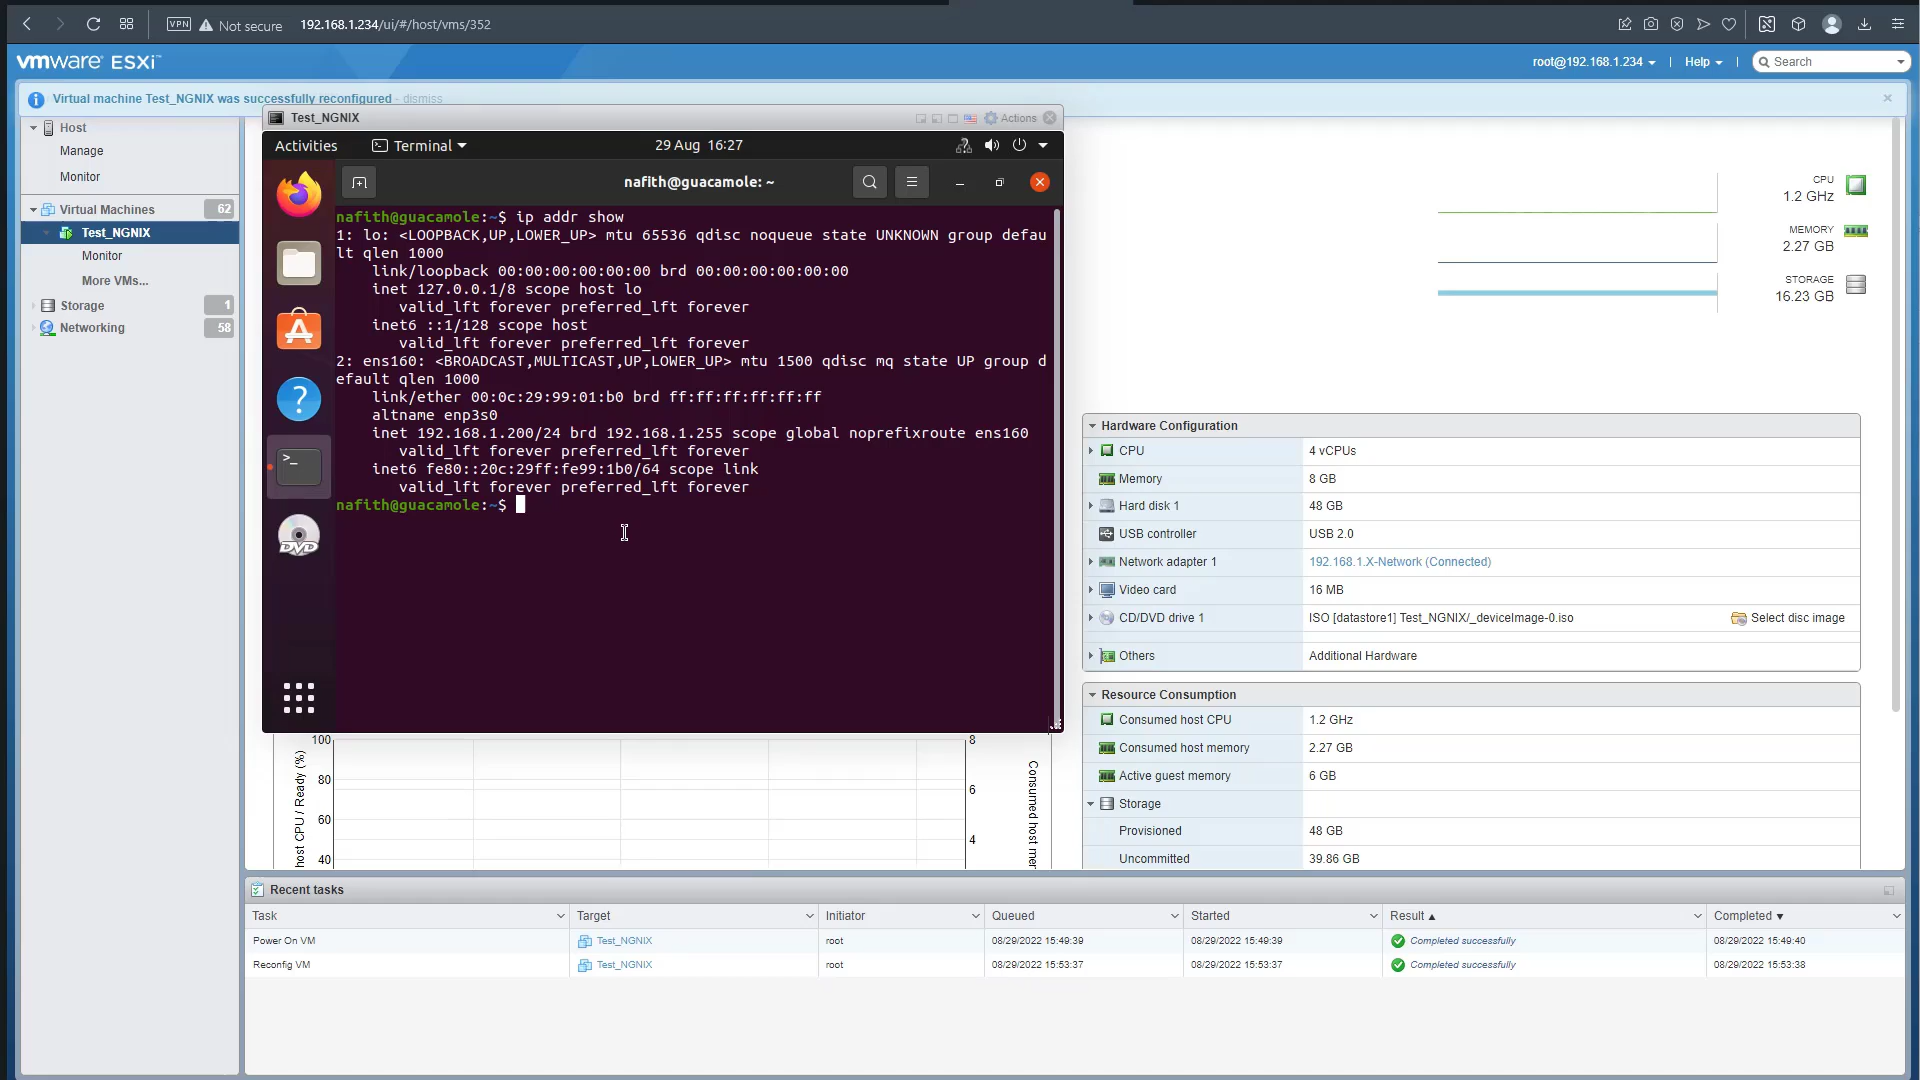 VPN Not secure 192.168.1.234/ui/#/host/vms/352
vmware ESXi™
root@192.168.1.234 | Help | Search
Virtual machine Test_NGNIX was successfully reconfigured - dismiss
Host
Manage
Monitor
Virtual Machines 62
Test_NGNIX
Monitor
More VMs...
Storage 1
Networking 58
Test_NGNIX Actions
Activities Terminal 29 Aug 16:27
nafith@guacamole: ~
nafith@guacamole:~$ ip addr show
1: lo: <LOOPBACK,UP,LOWER_UP> mtu 65536 qdisc noqueue state UNKNOWN group defau
lt qlen 1000
link/loopback 00:00:00:00:00:00 brd 00:00:00:00:00:00
inet 127.0.0.1/8 scope host lo
valid_lft forever preferred_lft forever
inet6 ::1/128 scope host
valid_lft forever preferred_lft forever
2: ens160: <BROADCAST,MULTICAST,UP,LOWER_UP> mtu 1500 qdisc mq state UP group d
efault qlen 1000
link/ether 00:0c:29:99:01:b0 brd ff:ff:ff:ff:ff:ff
altname enp3s0
inet 192.168.1.200/24 brd 192.168.1.255 scope global noprefixroute ens160
valid_lft forever preferred_lft forever
inet6 fe80::20c:29ff:fe99:1b0/64 scope link
valid_lft forever preferred_lft forever
nafith@guacamole:~$
DVD
CPU
1.2 GHz
MEMORY
2.27 GB
STORAGE
16.23 GB
Hardware Configuration
CPU 4 vCPUs
Memory 8 GB
Hard disk 1 48 GB
USB controller USB 2.0
Network adapter 1 192.168.1.X-Network (Connected)
Video card 16 MB
CD/DVD drive 1 ISO [datastore1] Test_NGNIX/_deviceImage-0.iso Select disc image
Others Additional Hardware
Resource Consumption
Consumed host CPU 1.2 GHz
Consumed host memory 2.27 GB
Active guest memory 6 GB
Storage
Provisioned 48 GB
Uncommitted 39.86 GB
host CPU / Ready (%)
100
80
60
40
8
6
4
Consumed host mer
Recent tasks
Task Target Initiator Queued Started Result ▲ Completed ▼
Power On VM Test_NGNIX root 08/29/2022 15:49:39 08/29/2022 15:49:39 Completed successfully 08/29/2022 15:49:40
Reconfig VM Test_NGNIX root 08/29/2022 15:53:37 08/29/2022 15:53:37 Completed successfully 08/29/2022 15:53:38